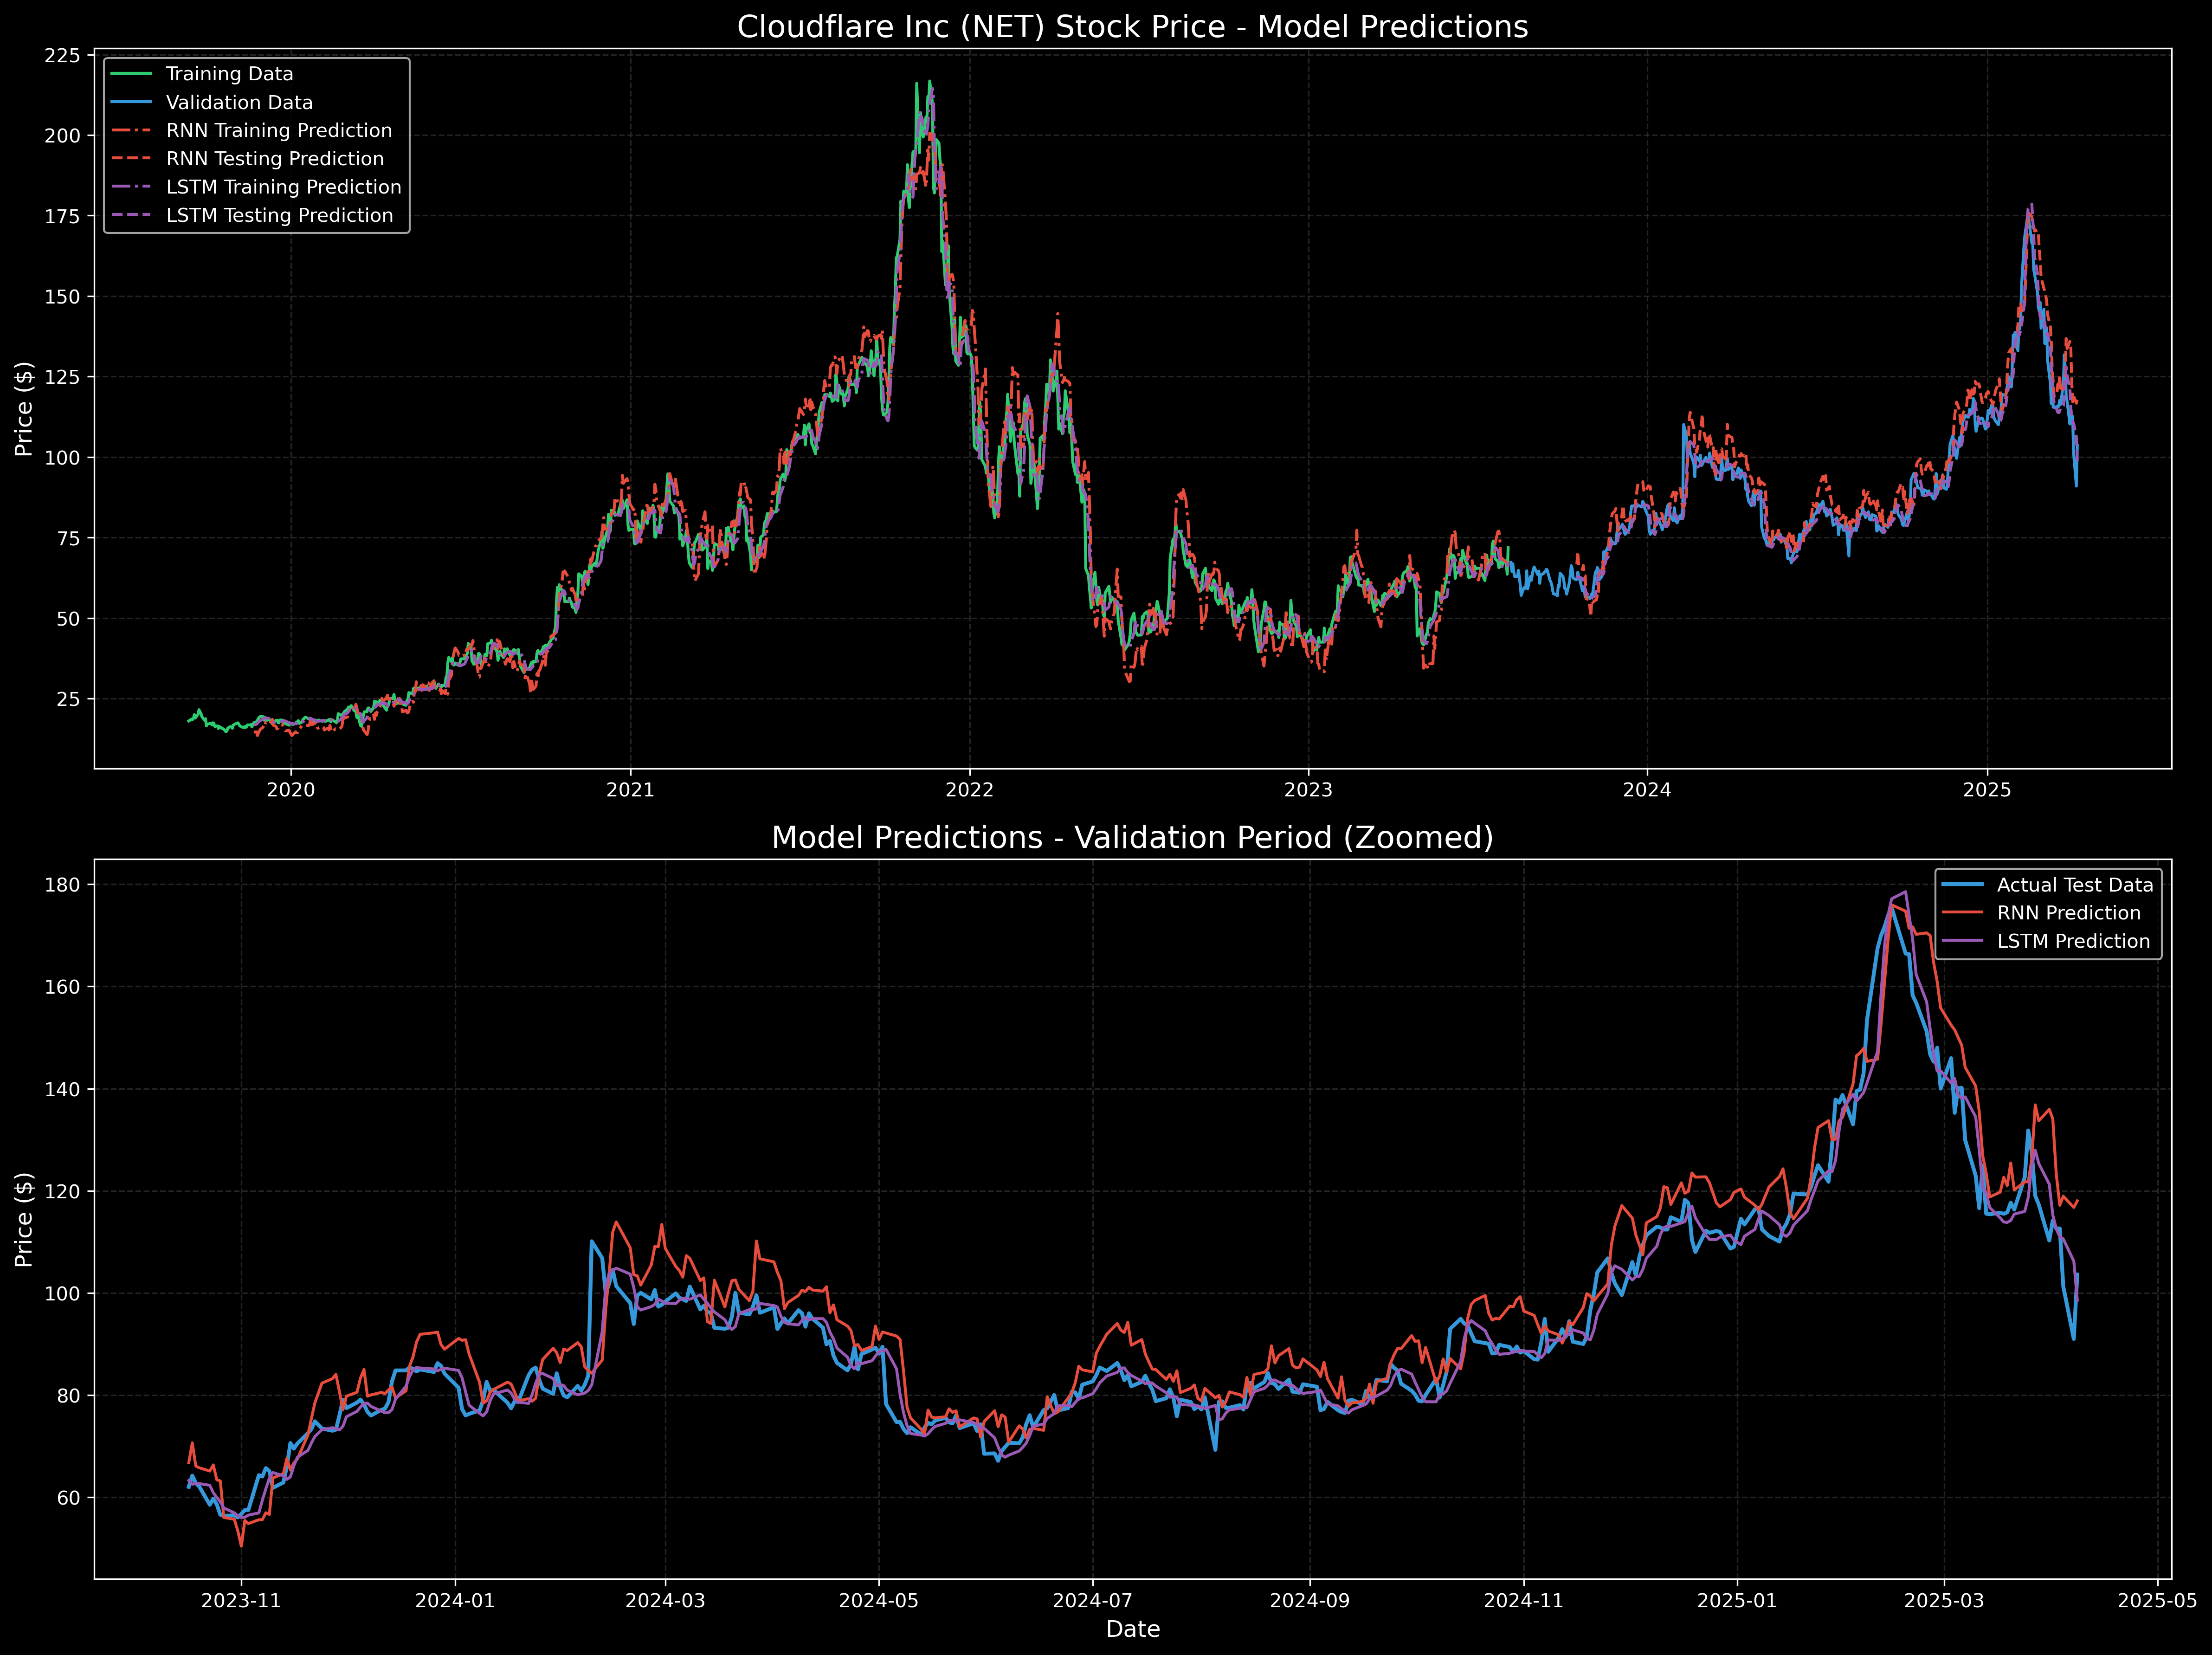 Cloudflare Inc (NET) Stock Price - Model Predictions
Price ($)
225
200
175
150
125
100
75
50
25
Training Data
Validation Data
RNN Training Prediction
RNN Testing Prediction
LSTM Training Prediction
LSTM Testing Prediction
2020
2021
2022
2023
2024
2025
Model Predictions - Validation Period (Zoomed)
Price ($)
180
160
140
120
100
80
60
Actual Test Data
RNN Prediction
LSTM Prediction
2023-11
2024-01
2024-03
2024-05
2024-07
2024-09
2024-11
2025-01
2025-03
2025-05
Date